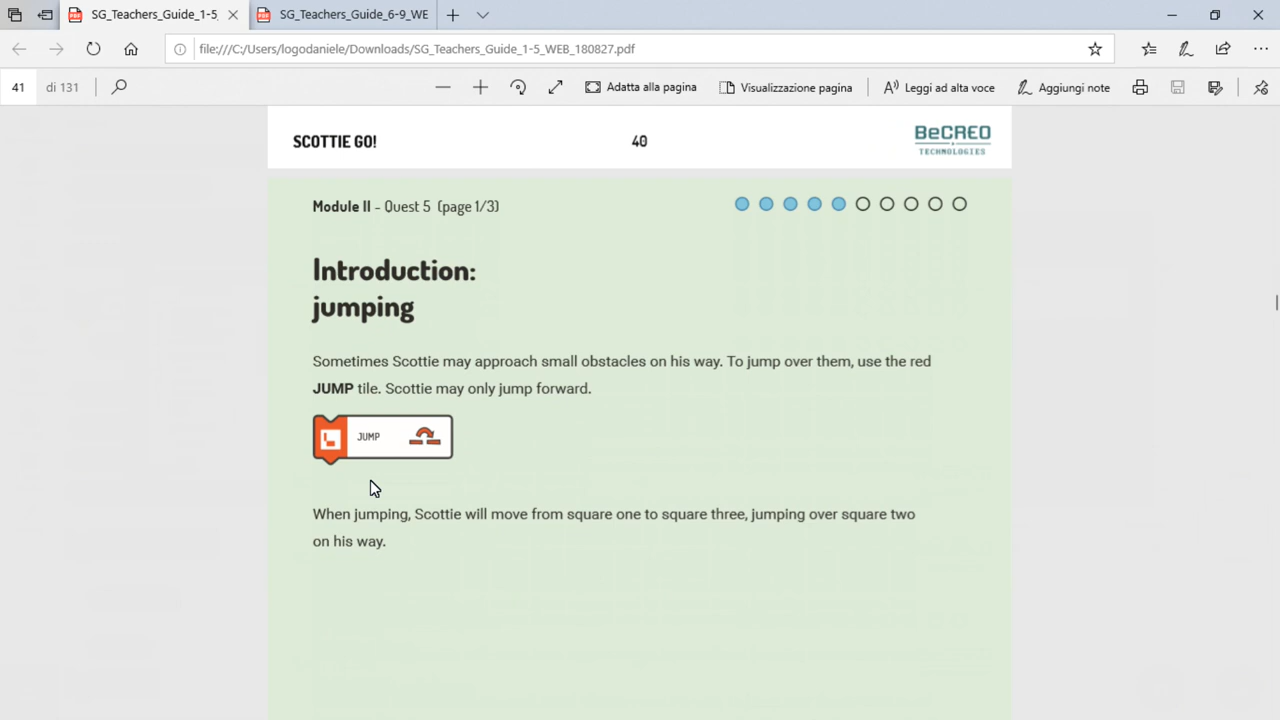 SG_Teachers_Guide_1-5_
SG_Teachers_Guide_6-9_WE
file:///C:/Users/logodaniele/Downloads/SG_Teachers_Guide_1-5_WEB_180827.pdf
41 di 131
Adatta alla pagina
Visualizzazione pagina
Leggi ad alta voce
Aggiungi note
SCOTTIE GO!
40
BeCREO
TECHNOLOGIES
Module II - Quest 5 (page 1/3)
Introduction:
jumping
Sometimes Scottie may approach small obstacles on his way. To jump over them, use the red
JUMP tile. Scottie may only jump forward.
JUMP
When jumping, Scottie will move from square one to square three, jumping over square two
on his way.